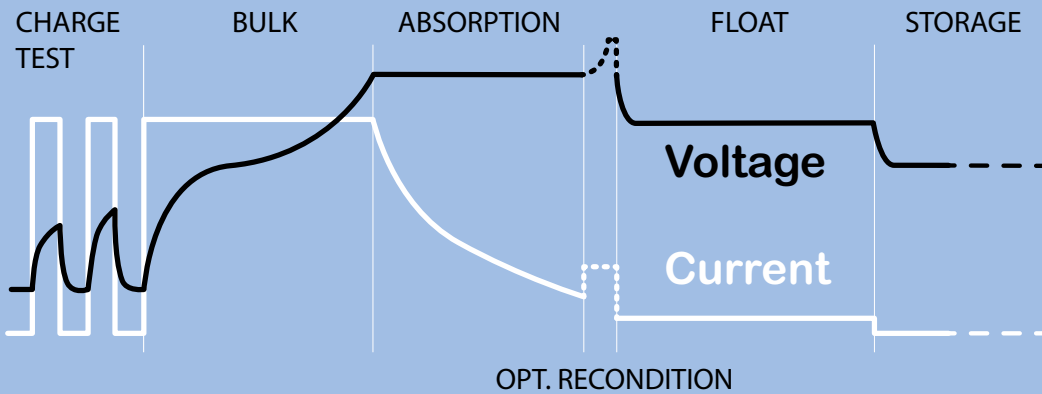 CHARGE
TEST
BULK
ABSORPTION
FLOAT
STORAGE
Voltage
Current
OPT. RECONDITION